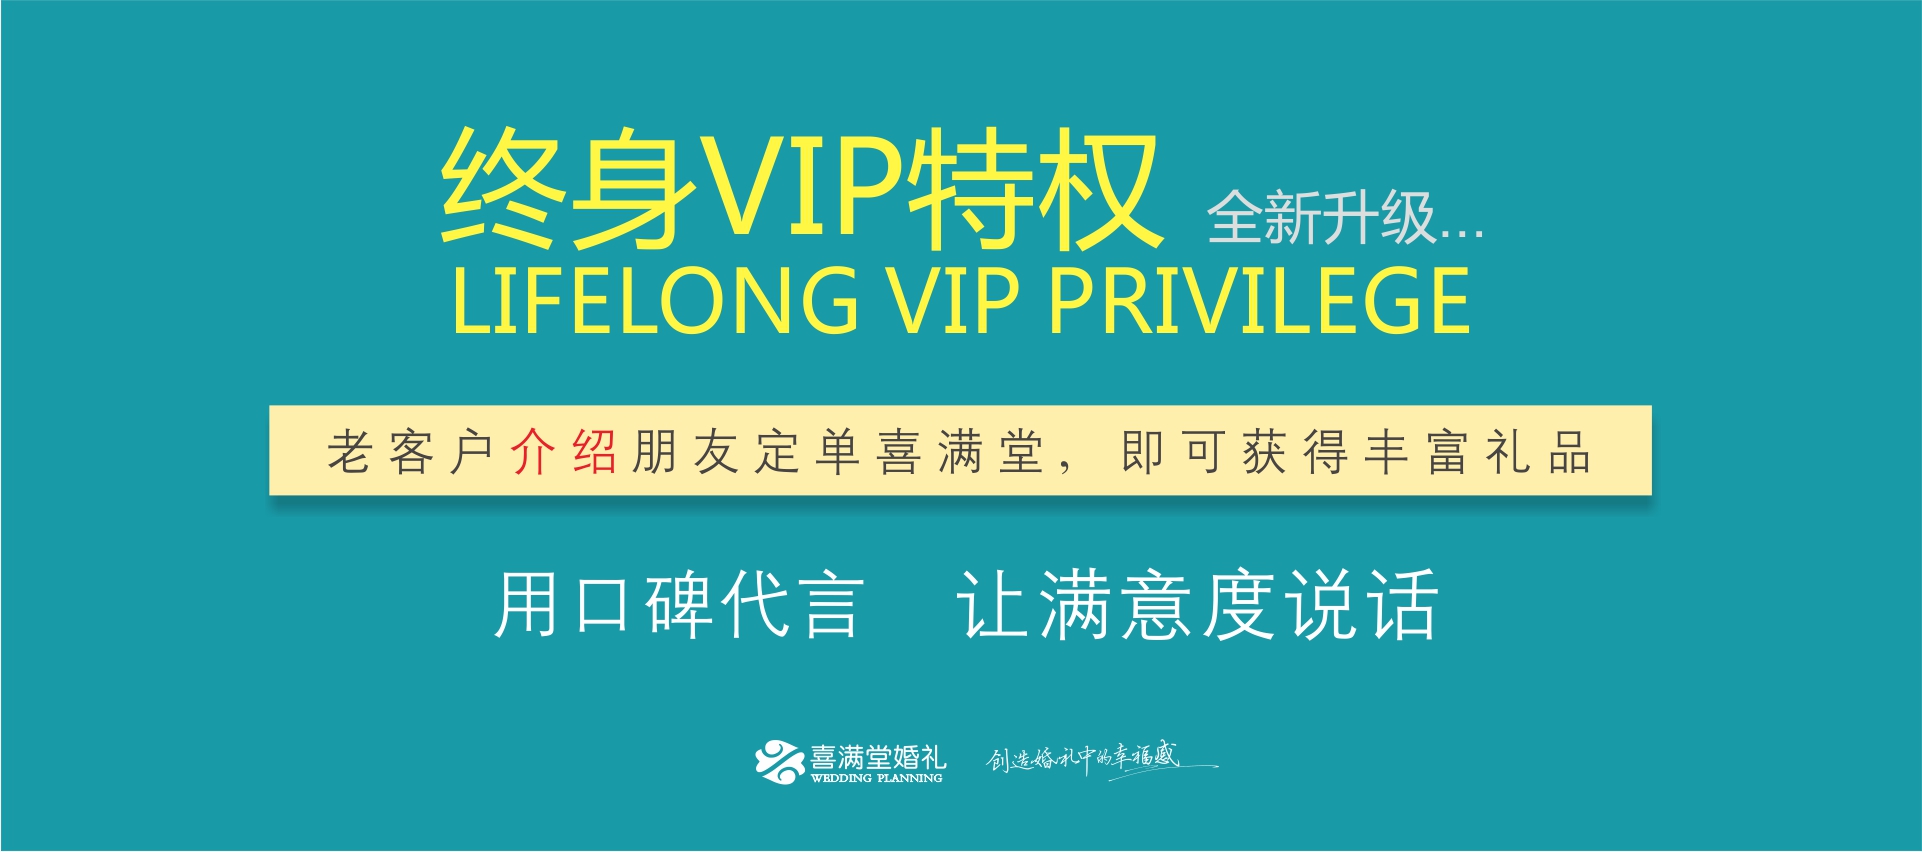 终身VIP特权 全新升级...
LIFELONG VIP PRIVILEGE
老客户介绍朋友定单喜满堂，即可获得丰富礼品
用口碑代言 让满意度说话
喜满堂婚礼
WEDDING PLANNING
创造婚礼中的幸福感